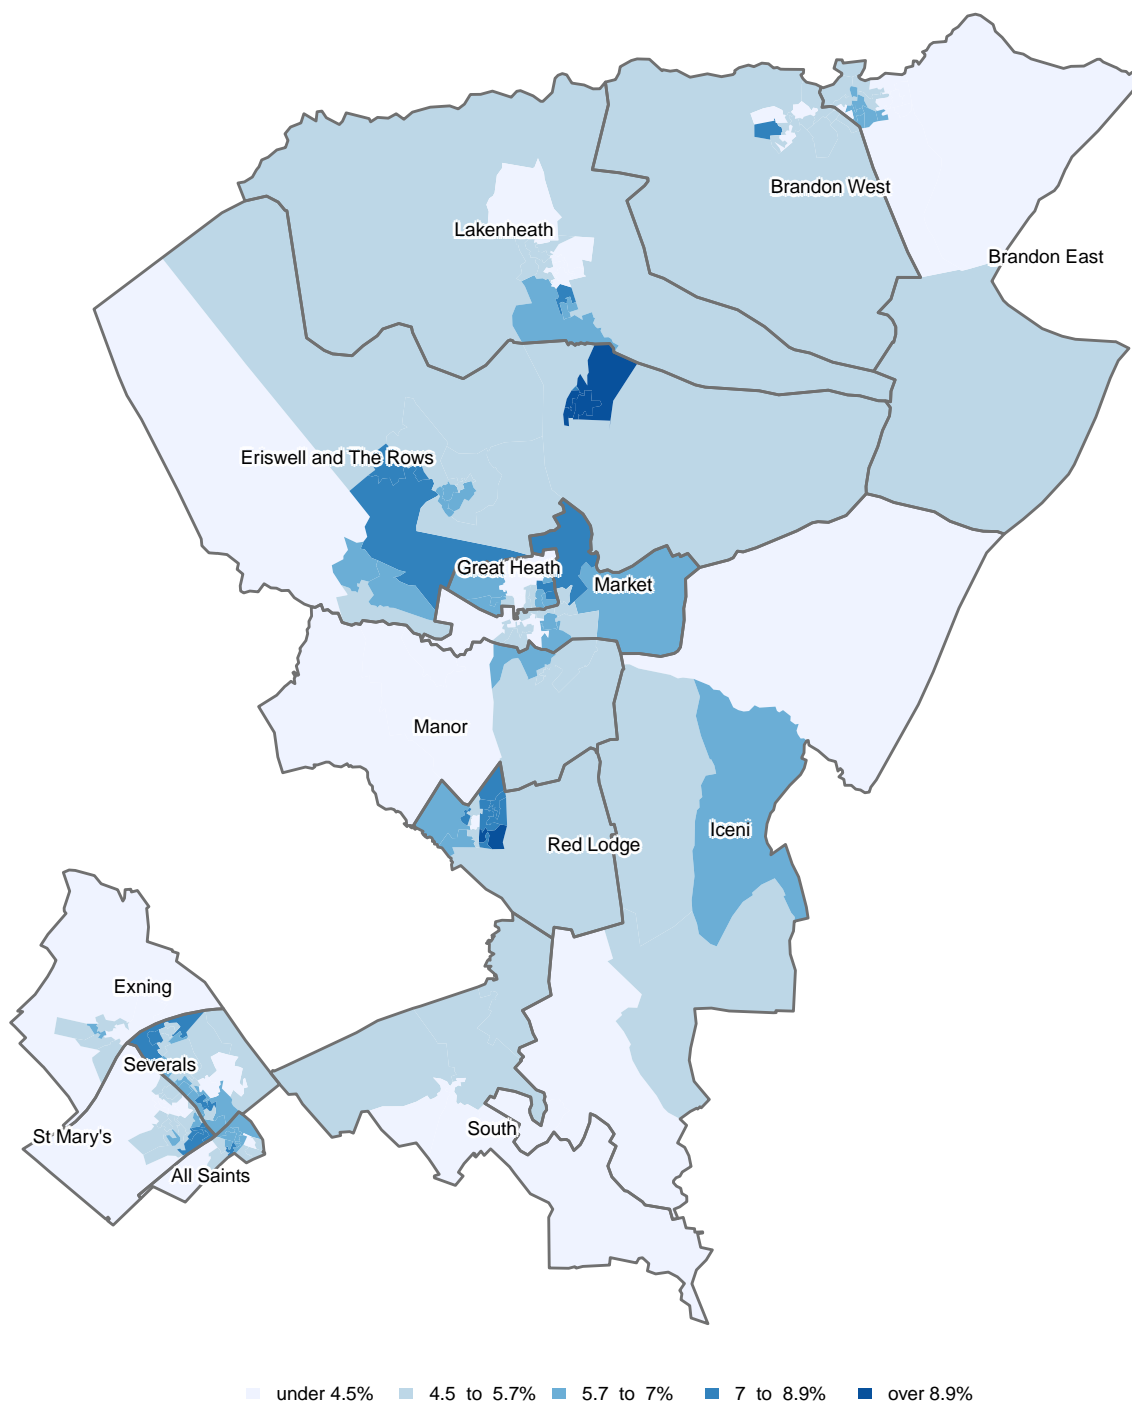 Brandon West
Lakenheath
Brandon East
Eriswell and The Rows
Great Heath
Market
Manor
Iceni
Red Lodge
Exning
Severals
South
St Mary's
All Saints
under 4.5% 4.5 to 5.7% 5.7 to 7% 7 to 8.9% over 8.9%